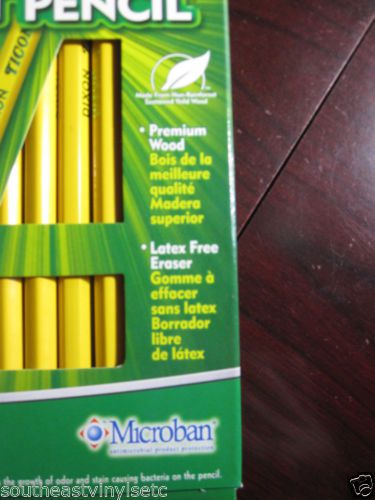 PENCIL
TICON
DIXON
Made From Non-Rainforest
Sustained Yield Wood
• Premium
Wood
Bois de la
meilleure
qualité
Madera
superior
• Latex Free
Eraser
Gomme à
effacer
sans latex
Borrador
libre
de látex
Microban
antimicrobial product protection
the growth of odor and stain causing bacteria on the pencil.
southeastvinylsetc